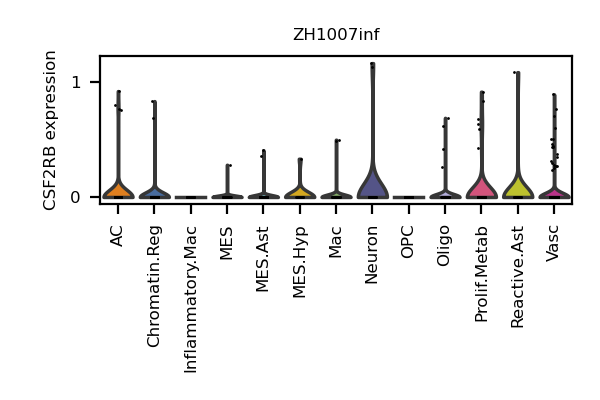 ZH1007inf
CSF2RB expression
1
0
AC
Chromatin.Reg
Inflammatory.Mac
MES
MES.Ast
MES.Hyp
Mac
Neuron
OPC
Oligo
Prolif.Metab
Reactive.Ast
Vasc